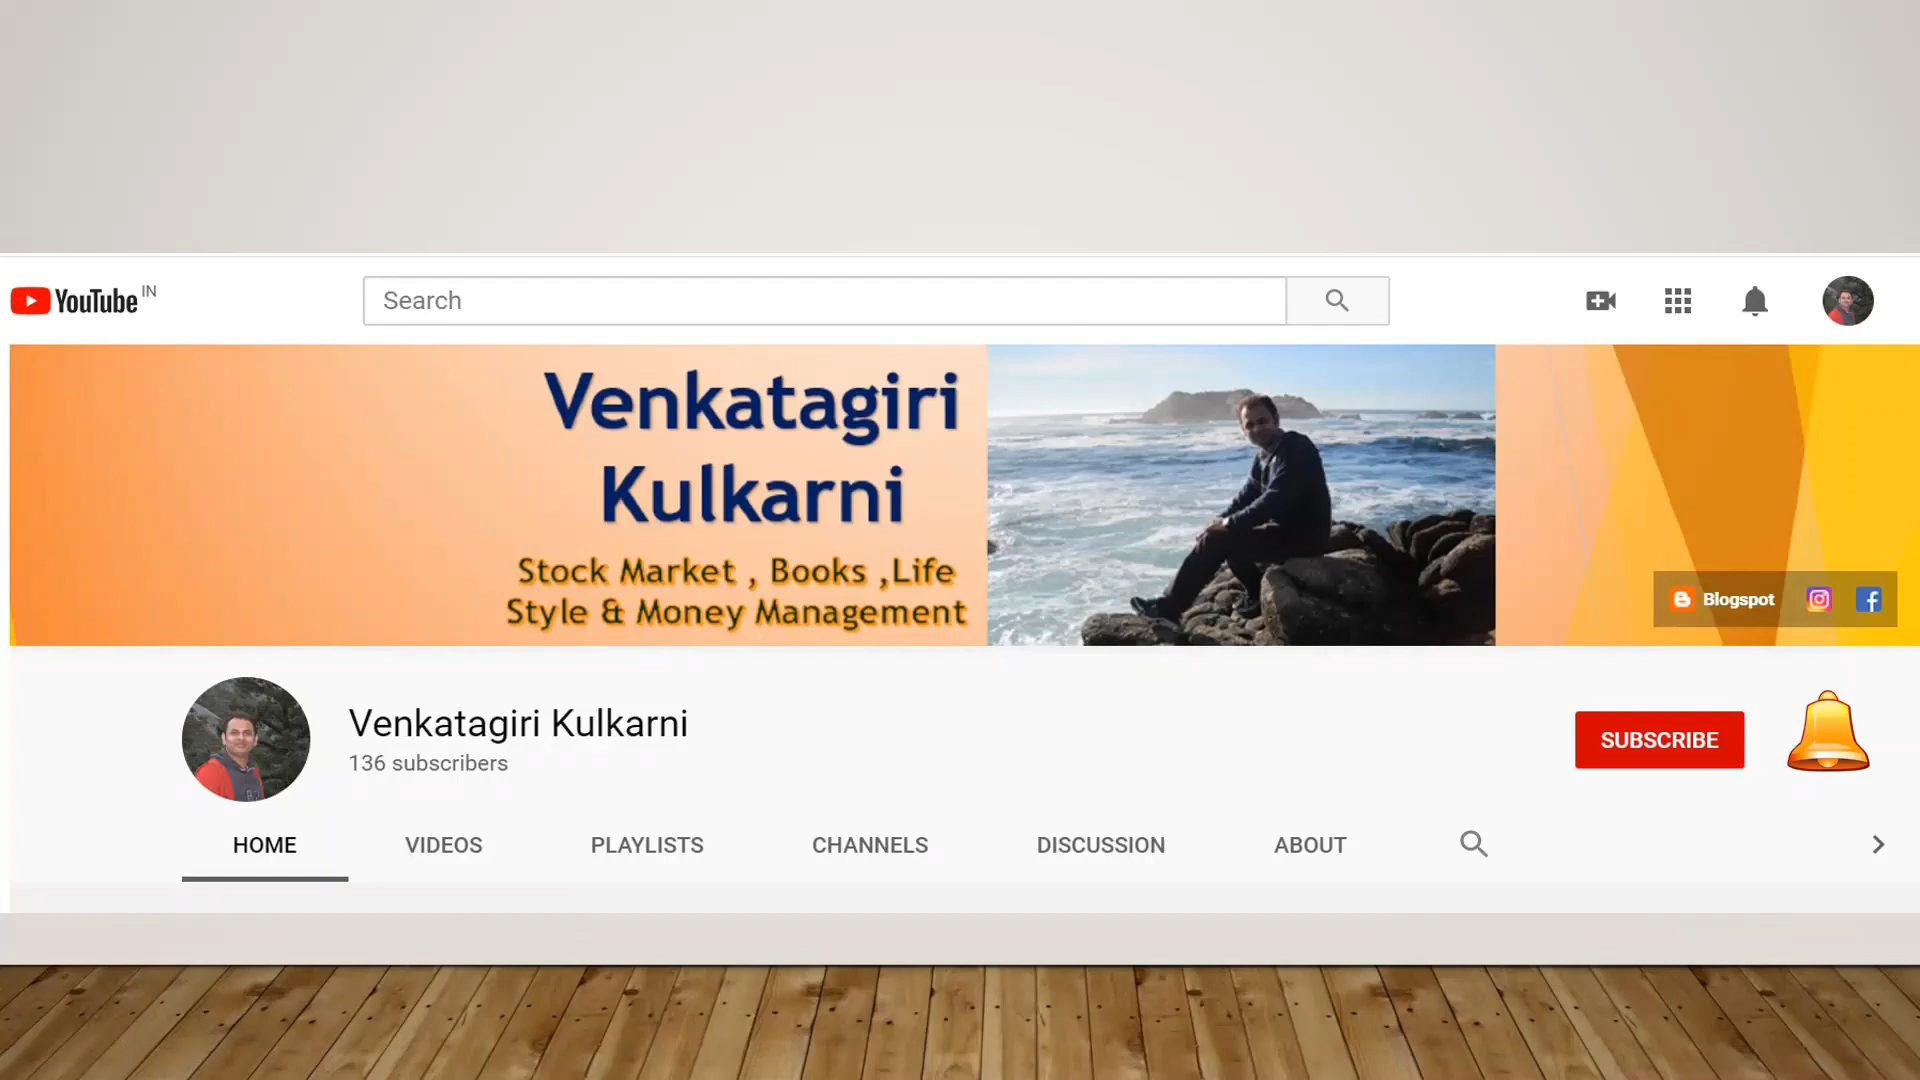 YouTube IN
Search
Venkatagiri
Kulkarni
Stock Market , Books ,Life
Style & Money Management
Blogspot
Venkatagiri Kulkarni
136 subscribers
SUBSCRIBE
HOME VIDEOS PLAYLISTS CHANNELS DISCUSSION ABOUT